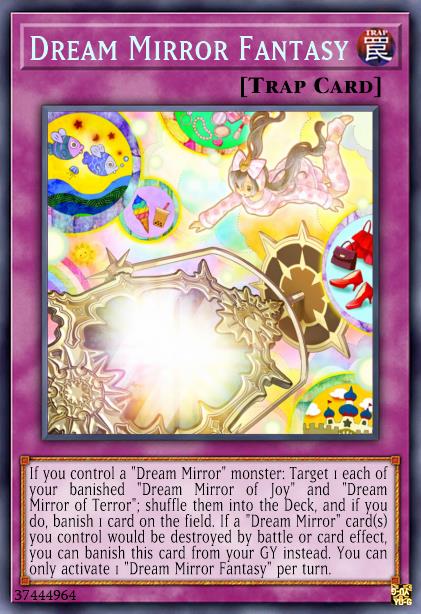 DREAM MIRROR FANTASY
TRAP
罠
[TRAP CARD]
If you control a "Dream Mirror" monster: Target 1 each of
your banished "Dream Mirror of Joy" and "Dream
Mirror of Terror"; shuffle them into the Deck, and if you
do, banish 1 card on the field. If a "Dream Mirror" card(s)
you control would be destroyed by battle or card effect,
you can banish this card from your GY instead. You can
only activate 1 "Dream Mirror Fantasy" per turn.
37444964